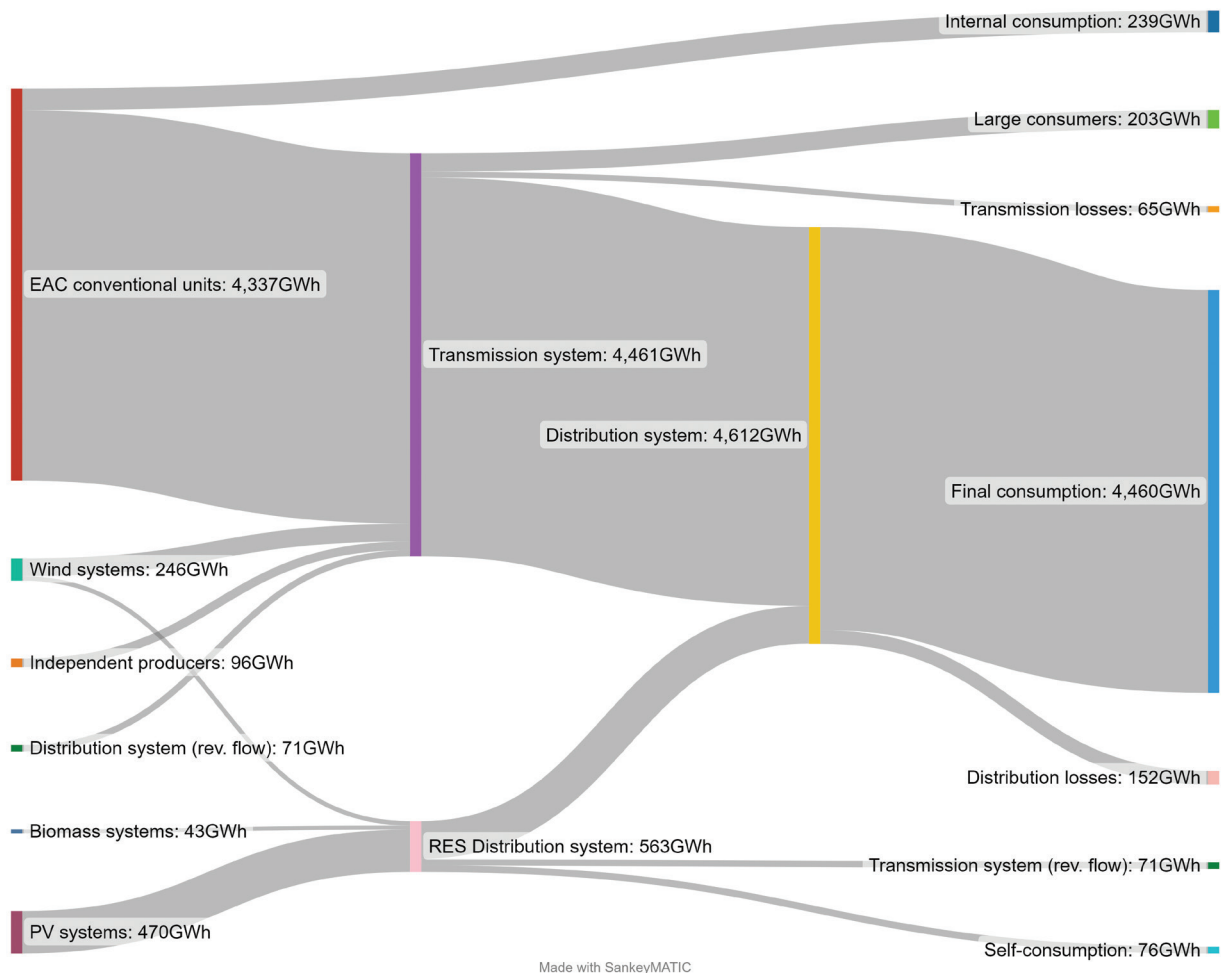 Internal consumption: 239GWh
Large consumers: 203GWh
Transmission losses: 65GWh
EAC conventional units: 4,337GWh
Transmission system: 4,461GWh
Distribution system: 4,612GWh
Final consumption: 4,460GWh
Wind systems: 246GWh
Independent producers: 96GWh
Distribution system (rev. flow): 71GWh
Distribution losses: 152GWh
Biomass systems: 43GWh
RES Distribution system: 563GWh
Transmission system (rev. flow): 71GWh
PV systems: 470GWh
Self-consumption: 76GWh
Made with SankeyMATIC